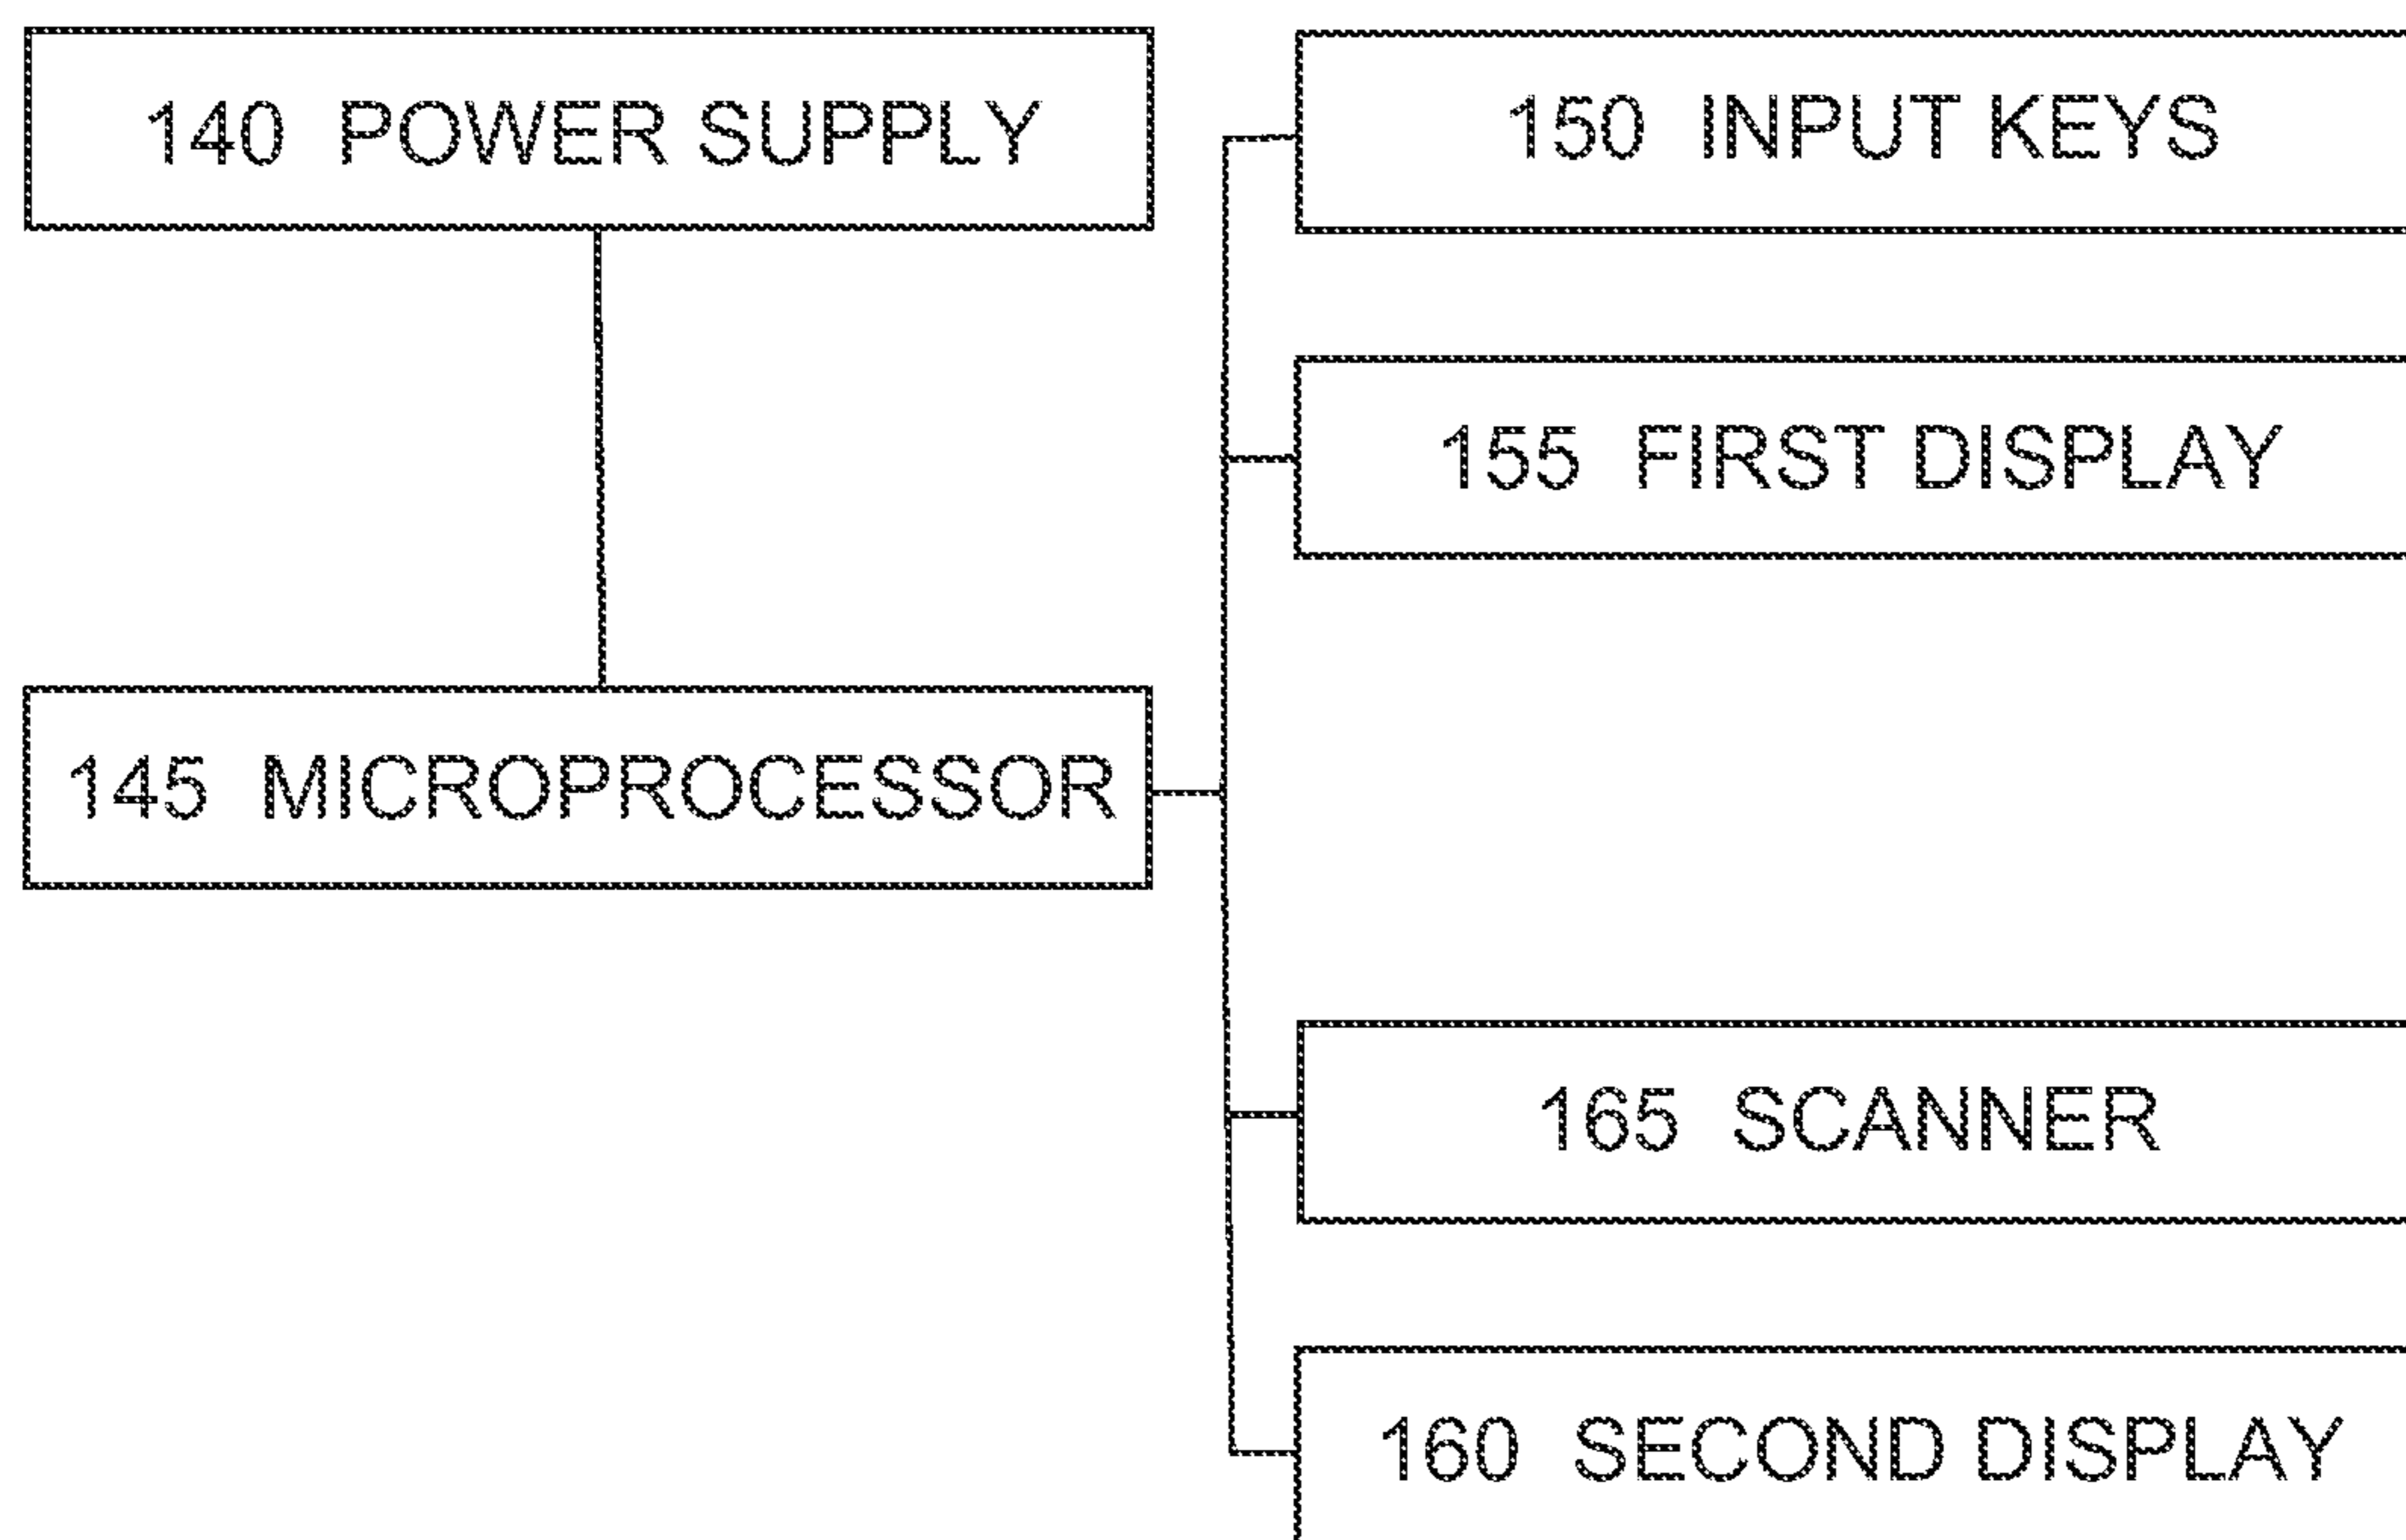 140 POWER SUPPLY
150 INPUT KEYS
155 FIRST DISPLAY
145 MICROPROCESSOR
165 SCANNER
160 SECOND DISPLAY